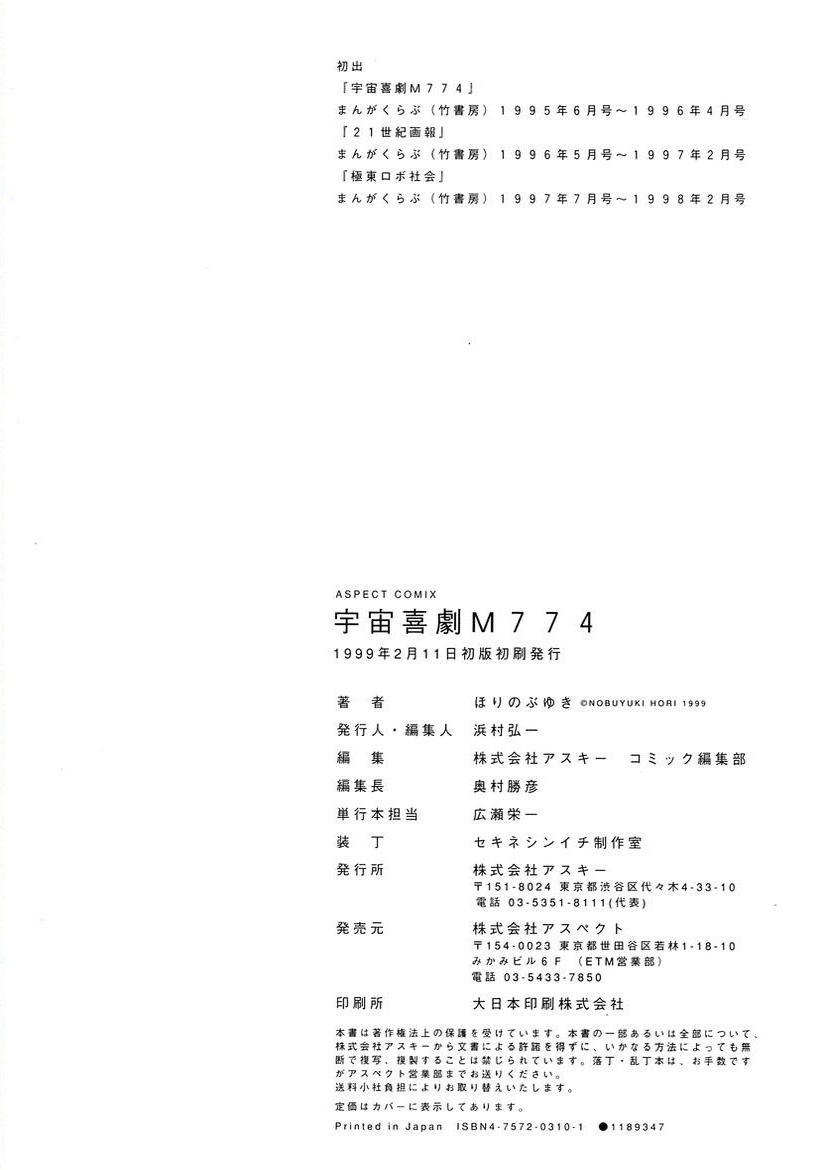 初出
『宇宙喜劇M774』
まんがくらぶ（竹書房）1995年6月号～1996年4月号
『21世紀画報』
まんがくらぶ（竹書房）1996年5月号～1997年2月号
『極東ロボ社会』
まんがくらぶ（竹書房）1997年7月号～1998年2月号
ASPECT COMIX
宇宙喜劇M774
1999年2月11日初版初刷発行
著　者　ほりのぶゆき ©NOBUYUKI HORI 1999
発行人・編集人　浜村弘一
編　集　株式会社アスキー　コミック編集部
編集長　奥村勝彦
単行本担当　広瀬栄一
装　丁　セキネシンイチ制作室
発行所　株式会社アスキー
〒151-8024 東京都渋谷区代々木4-33-10
電話 03-5351-8111(代表)
発売元　株式会社アスペクト
〒154-0023 東京都世田谷区若林1-18-10
みかみビル6F （ETM営業部）
電話 03-5433-7850
印刷所　大日本印刷株式会社
本書は著作権法上の保護を受けています。本書の一部あるいは全部について、
株式会社アスキーから文書による許諾を得ずに、いかなる方法によっても無
断で複写、複製することは禁じられています。落丁・乱丁本は、お手数です
がアスペクト営業部までお送りください。
送料小社負担によりお取り替えいたします。
定価はカバーに表示してあります。
Printed in Japan　ISBN4-7572-0310-1　●1189347